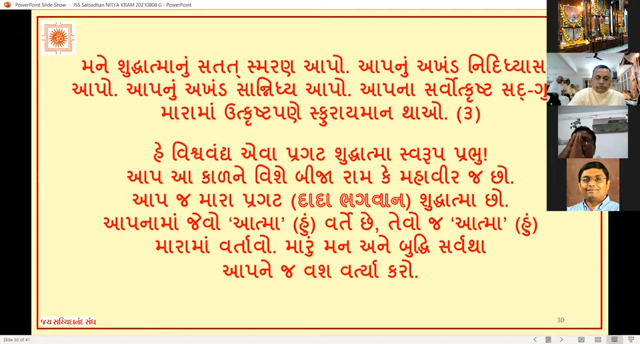 PowerPoint Slide Show - JSS Satsadhan NITYA KRAM 20210808 G - PowerPoint
મને શુદ્ધાત્માનું સતત્ સ્મરણ આપો. આપનું અખંડ નિદિધ્યાસ
આપો. આપનું અખંડ સાન્નિધ્ય આપો. આપના સર્વોત્કૃષ્ટ સદ્-ગુ
મારામાં ઉત્કૃષ્ટપણે સ્ફુરાયમાન થાઓ. (૩)
હે વિશ્વવંદ્ય એવા પ્રગટ શુદ્ધાત્મા સ્વરૂપ પ્રભુ!
આપ આ કાળને વિશે બીજા રામ કે મહાવીર જ છો.
આપ જ મારા પ્રગટ (દાદા ભગવાન) શુદ્ધાત્મા છો.
આપનામાં જેવો ‘આત્મા’ (હું) વર્તે છે, તેવો જ ‘આત્મા’ (હું)
મારામાં વર્તાવો. મારું મન અને બુદ્ધિ સર્વથા
આપને જ વશ વર્ત્યા કરો.
જય સચ્ચિદાનંદ સંઘ
30